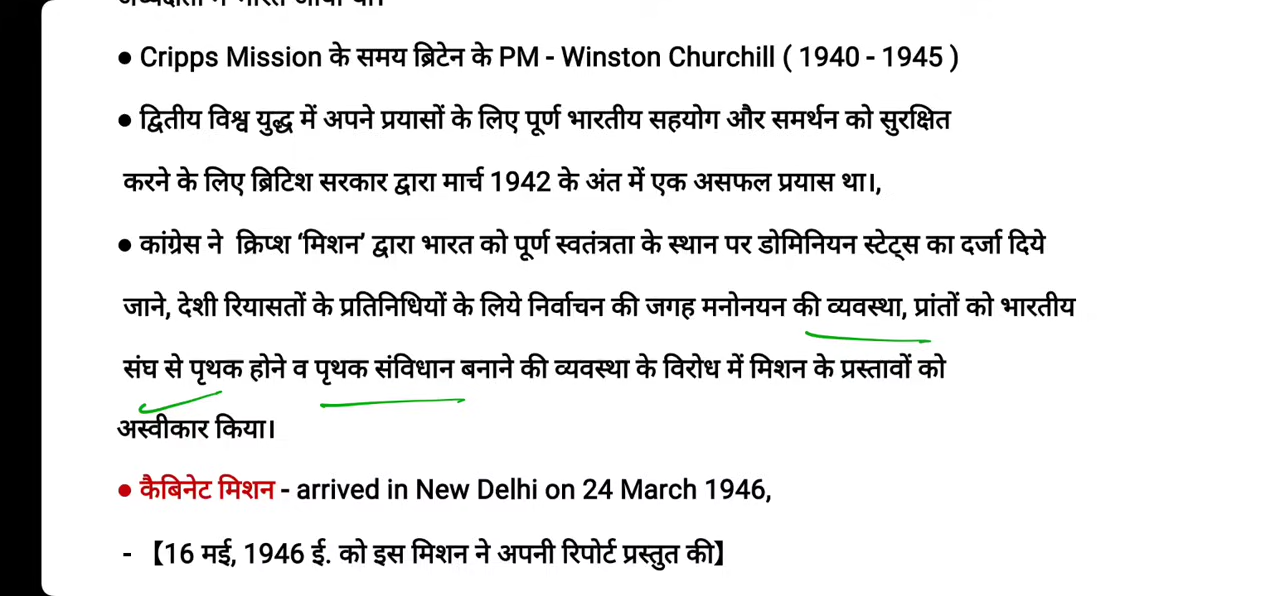 ● Cripps Mission के समय ब्रिटेन के PM - Winston Churchill ( 1940 - 1945 )
● द्वितीय विश्व युद्ध में अपने प्रयासों के लिए पूर्ण भारतीय सहयोग और समर्थन को सुरक्षित
करने के लिए ब्रिटिश सरकार द्वारा मार्च 1942 के अंत में एक असफल प्रयास था।,
● कांग्रेस ने क्रिप्श ‘मिशन’ द्वारा भारत को पूर्ण स्वतंत्रता के स्थान पर डोमिनियन स्टेट्स का दर्जा दिये
जाने, देशी रियासतों के प्रतिनिधियों के लिये निर्वाचन की जगह मनोनयन की व्यवस्था, प्रांतों को भारतीय
संघ से पृथक होने व पृथक संविधान बनाने की व्यवस्था के विरोध में मिशन के प्रस्तावों को
अस्वीकार किया।
● कैबिनेट मिशन - arrived in New Delhi on 24 March 1946,
- 【16 मई, 1946 ई. को इस मिशन ने अपनी रिपोर्ट प्रस्तुत की】